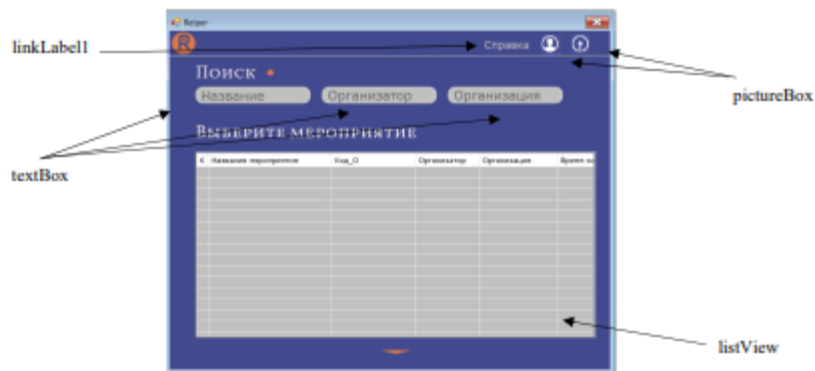 Relper
R
linkLabel1
Справка
Поиск
pictureBox
Название Организатор Организация
Выберите мероприятие
textBox
Название мероприятия Код_О Организатор Организация
listView